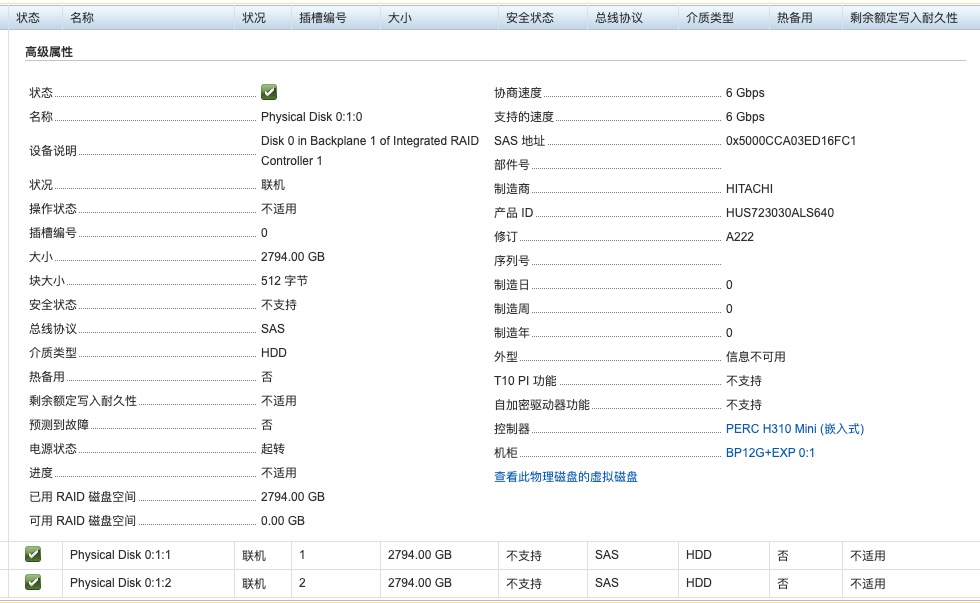 状态 名称 状况 插槽编号 大小 安全状态 总线协议 介质类型 热备用 剩余额定写入耐久性
高级属性
状态
名称 Physical Disk 0:1:0
设备说明 Disk 0 in Backplane 1 of Integrated RAID
Controller 1
状况 联机
操作状态 不适用
插槽编号 0
大小 2794.00 GB
块大小 512 字节
安全状态 不支持
总线协议 SAS
介质类型 HDD
热备用 否
剩余额定写入耐久性 不适用
预测到故障 否
电源状态 起转
进度 不适用
已用 RAID 磁盘空间 2794.00 GB
可用 RAID 磁盘空间 0.00 GB
协商速度 6 Gbps
支持的速度 6 Gbps
SAS 地址 0x5000CCA03ED16FC1
部件号
制造商 HITACHI
产品 ID HUS723030ALS640
修订 A222
序列号
制造日 0
制造周 0
制造年 0
外型 信息不可用
T10 PI 功能 不支持
自加密驱动器功能 不支持
控制器 PERC H310 Mini (嵌入式)
机柜 BP12G+EXP 0:1
查看此物理磁盘的虚拟磁盘
Physical Disk 0:1:1 联机 1 2794.00 GB 不支持 SAS HDD 否 不适用
Physical Disk 0:1:2 联机 2 2794.00 GB 不支持 SAS HDD 否 不适用